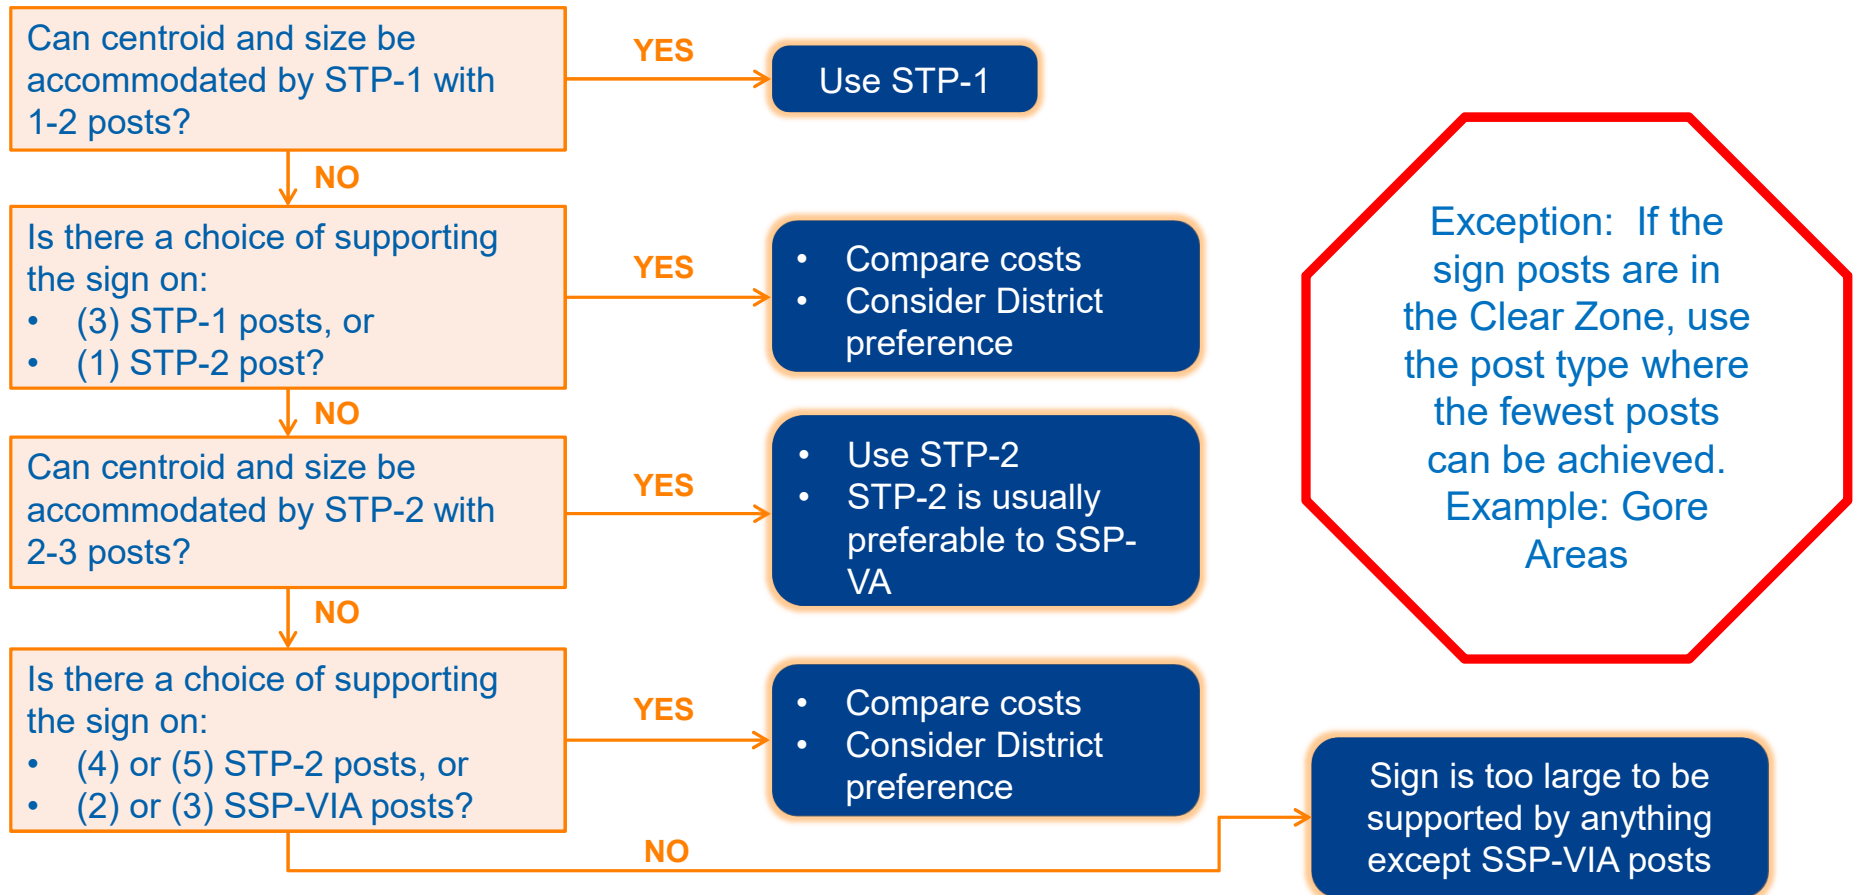 Can centroid and size be
accommodated by STP-1 with
1-2 posts?
YES
Use STP-1
NO
Is there a choice of supporting
the sign on:
• (3) STP-1 posts, or
• (1) STP-2 post?
YES
• Compare costs
• Consider District
preference
NO
Can centroid and size be
accommodated by STP-2 with
2-3 posts?
YES
• Use STP-2
• STP-2 is usually
preferable to SSP-
VA
NO
Is there a choice of supporting
the sign on:
• (4) or (5) STP-2 posts, or
• (2) or (3) SSP-VIA posts?
YES
• Compare costs
• Consider District
preference
NO
Sign is too large to be
supported by anything
except SSP-VIA posts
Exception: If the
sign posts are in
the Clear Zone, use
the post type where
the fewest posts
can be achieved.
Example: Gore
Areas